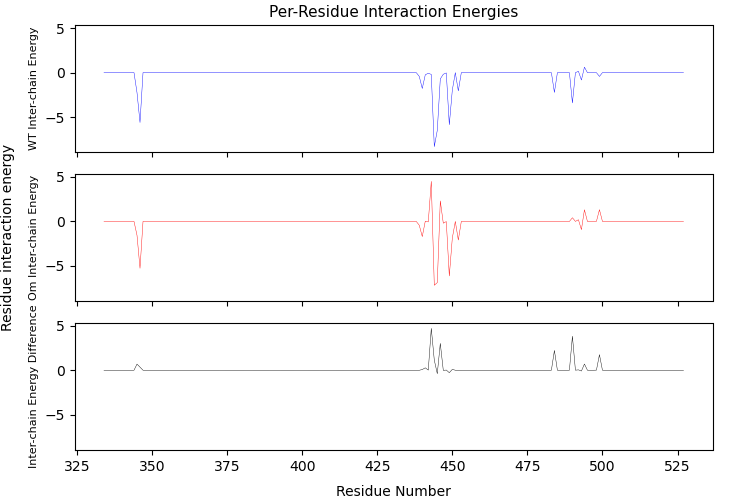 Per-Residue Interaction Energies
Residue interaction energy
WT Inter-chain Energy
5
0
−5
Om Inter-chain Energy
5
0
−5
Inter-chain Energy Difference
5
0
−5
325 350 375 400 425 450 475 500 525
Residue Number